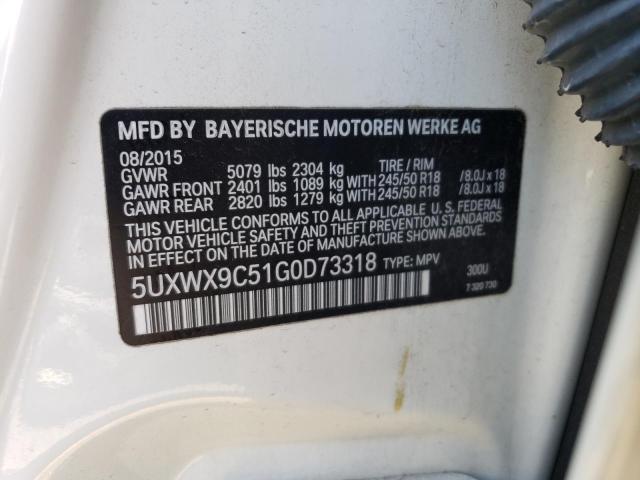 MFD BY BAYERISCHE MOTOREN WERKE AG
08/2015 TIRE / RIM
GVWR 5079 lbs 2304 kg
GAWR FRONT 2401 lbs 1089 kg WITH 245/50 R18 /8.0J x 18
GAWR REAR 2820 lbs 1279 kg WITH 245/50 R18 /8.0J x 18
THIS VEHICLE CONFORMS TO ALL APPLICABLE U.S. FEDERAL
MOTOR VEHICLE SAFETY AND THEFT PREVENTION STANDARDS
IN EFFECT ON THE DATE OF MANUFACTURE SHOWN ABOVE.
5UXWX9C51G0D73318 TYPE: MPV 300U
7 320 730